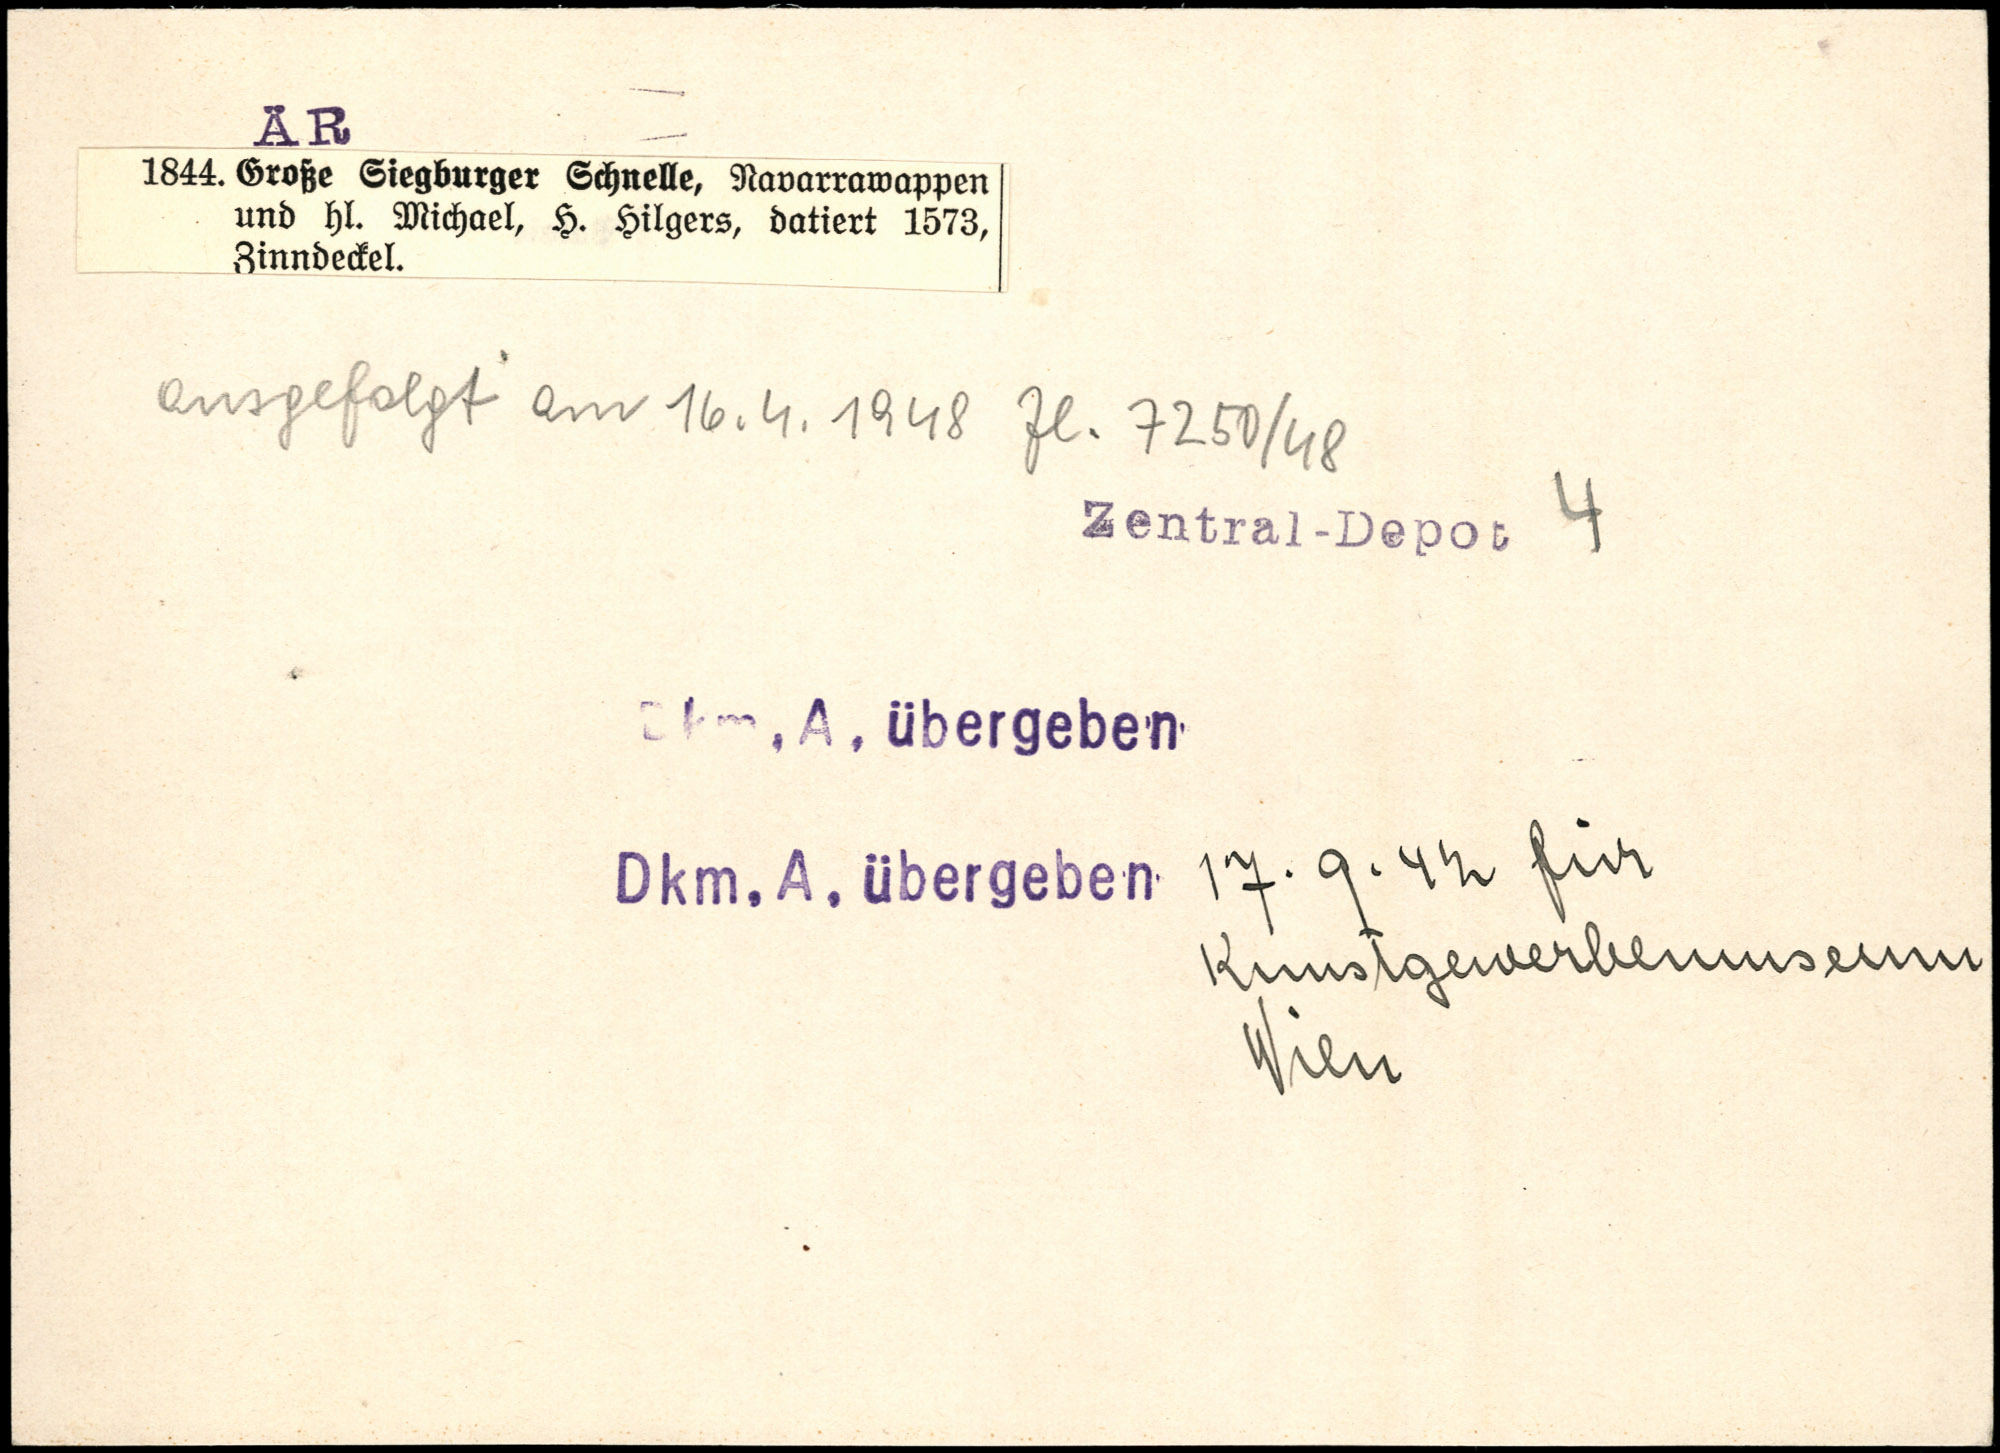 ÄR
1844. Große Siegburger Schnelle, Navarrawappen
und hl. Michael, H. Hilgers, datiert 1573,
Zinndeckel.
ausgefolgt am 16.4.1948 Zl. 7250/48
Zentral-Depot 4
Dkm. A. übergeben
Dkm. A. übergeben 17.9.42 für
Kunstgewerbemuseum
Wien